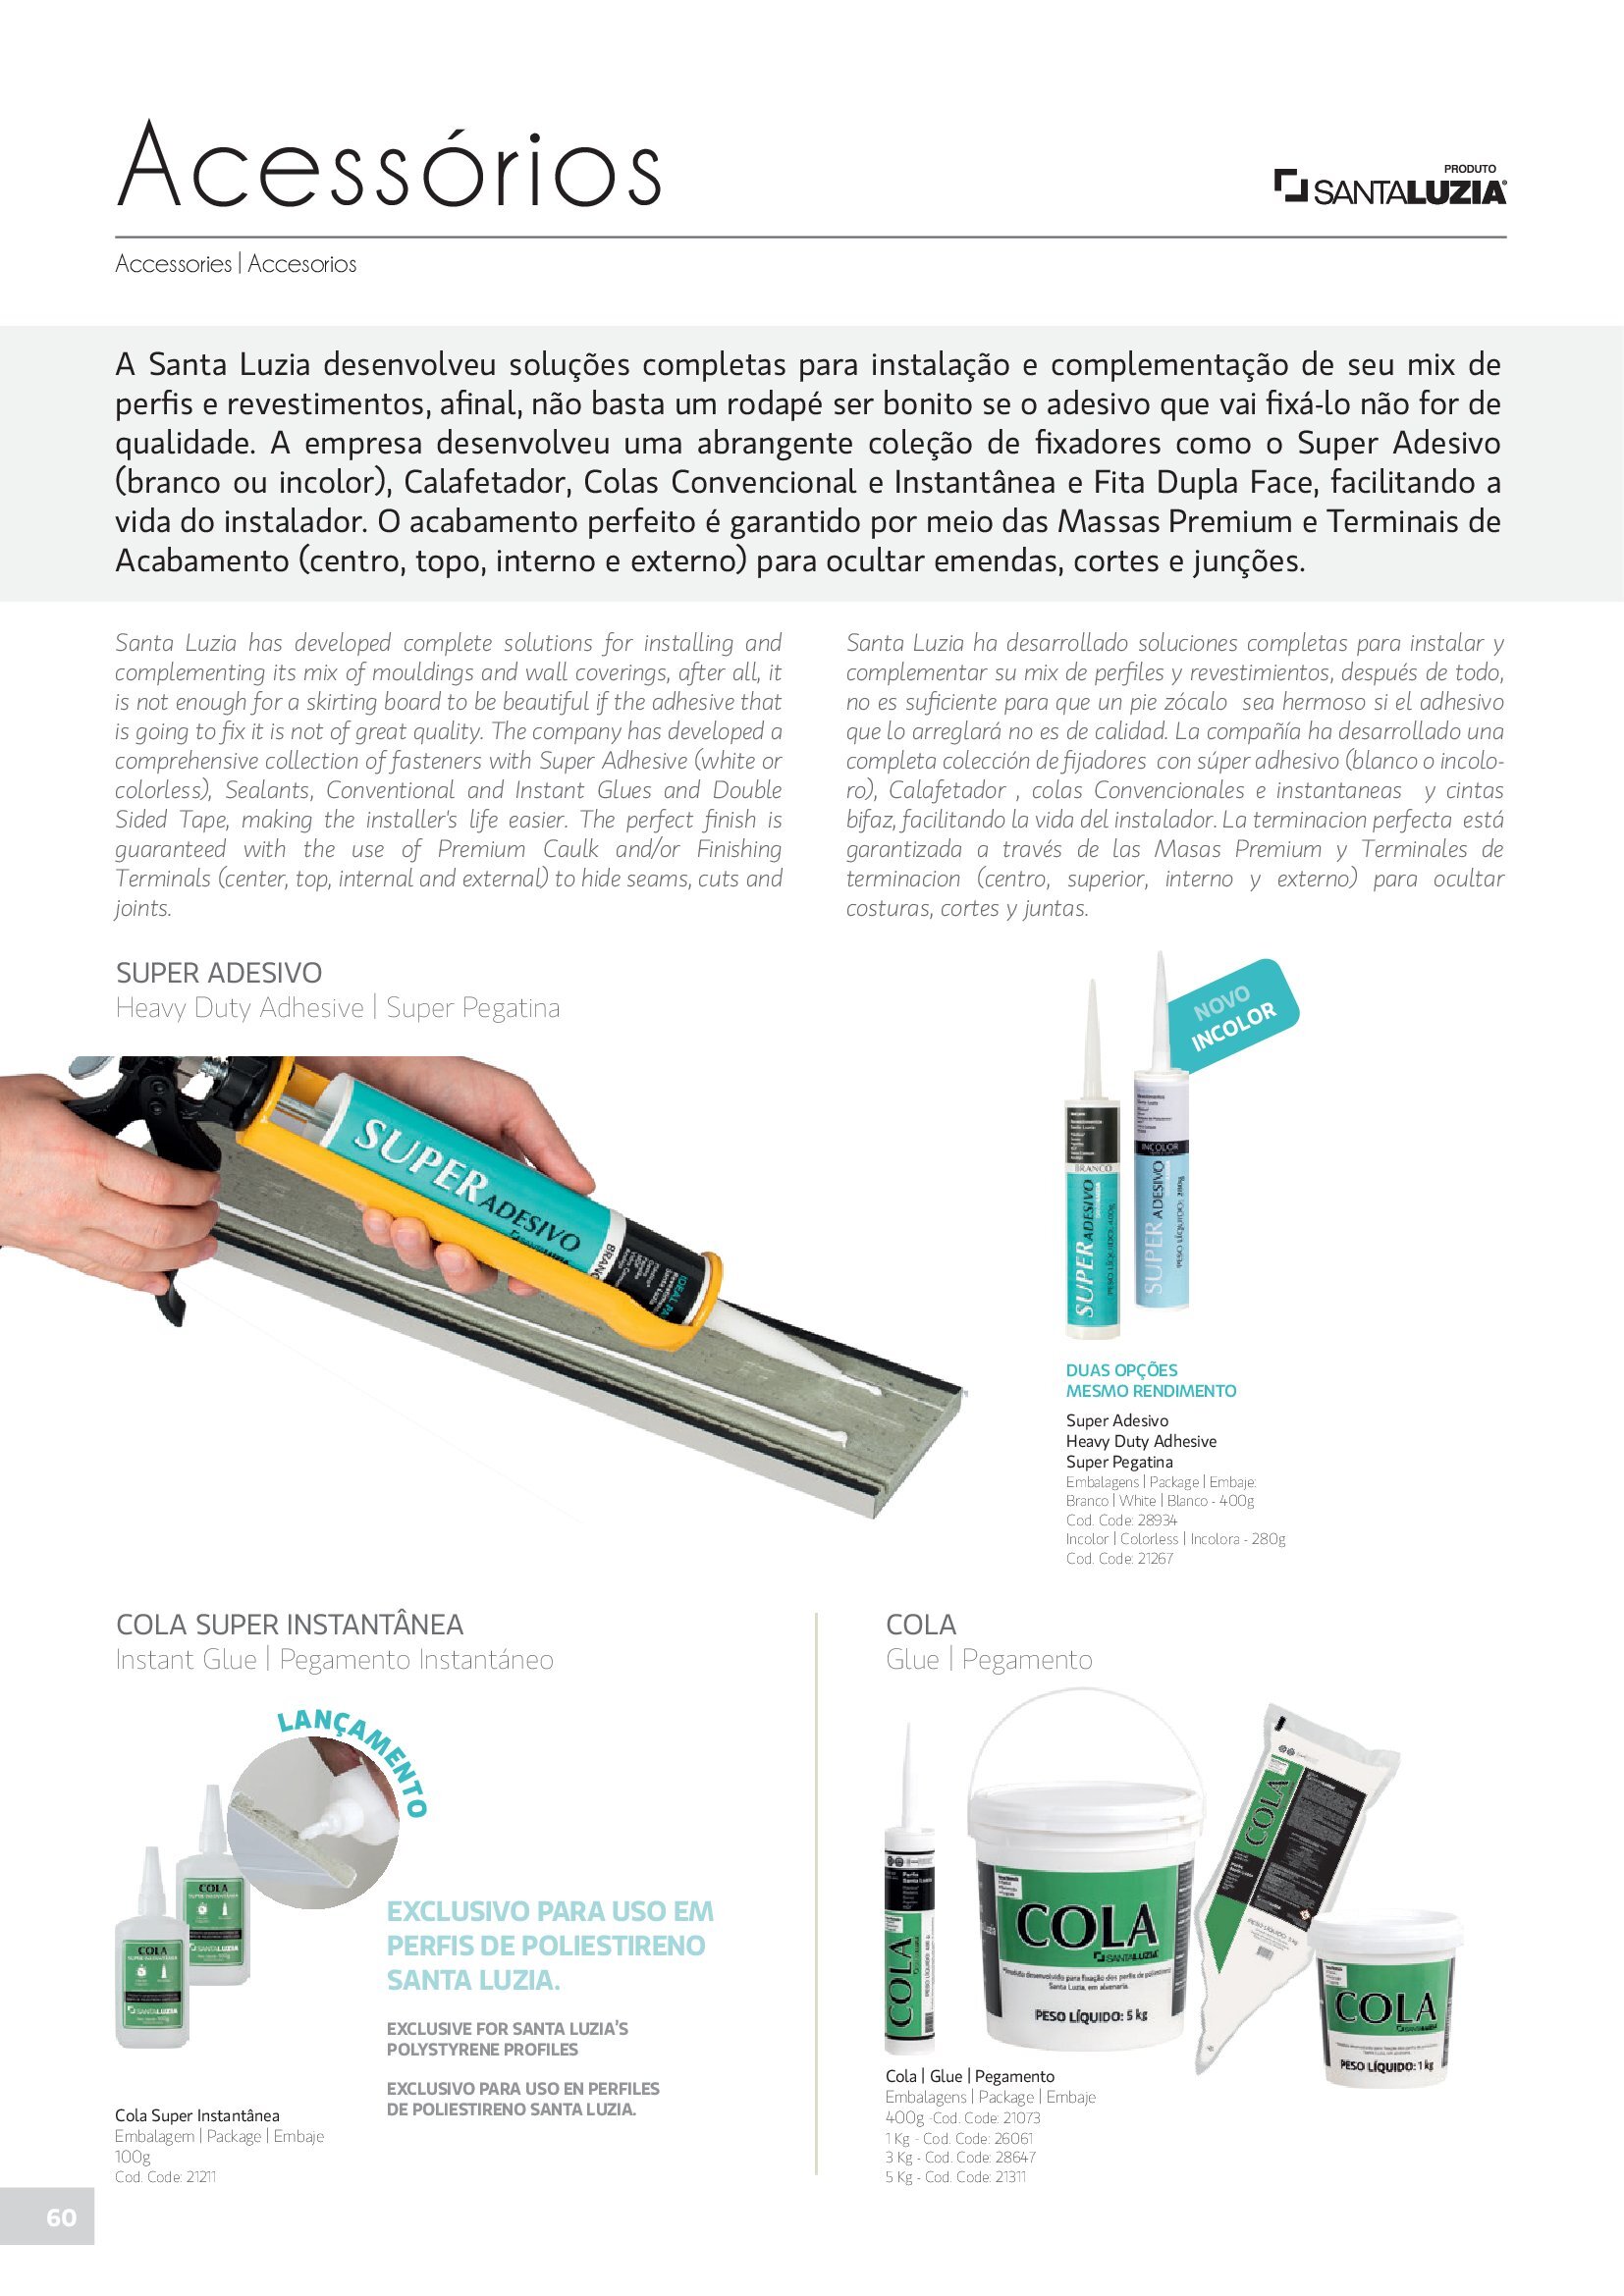 Acessórios
PRODUTO
SANTALUZIA®
Accessories | Accesorios
A Santa Luzia desenvolveu soluções completas para instalação e complementação de seu mix de
perfis e revestimentos, afinal, não basta um rodapé ser bonito se o adesivo que vai fixá-lo não for de
qualidade. A empresa desenvolveu uma abrangente coleção de fixadores como o Super Adesivo
(branco ou incolor), Calafetador, Colas Convencional e Instantânea e Fita Dupla Face, facilitando a
vida do instalador. O acabamento perfeito é garantido por meio das Massas Premium e Terminais de
Acabamento (centro, topo, interno e externo) para ocultar emendas, cortes e junções.
Santa Luzia has developed complete solutions for installing and
complementing its mix of mouldings and wall coverings, after all, it
is not enough for a skirting board to be beautiful if the adhesive that
is going to fix it is not of great quality. The company has developed a
comprehensive collection of fasteners with Super Adhesive (white or
colorless), Sealants, Conventional and Instant Glues and Double
Sided Tape, making the installer's life easier. The perfect finish is
guaranteed with the use of Premium Caulk and/or Finishing
Terminals (center, top, internal and external) to hide seams, cuts and
joints.
Santa Luzia ha desarrollado soluciones completas para instalar y
complementar su mix de perfiles y revestimientos, después de todo,
no es suficiente para que un pie zócalo sea hermoso si el adhesivo
que lo arreglará no es de calidad. La compañía ha desarrollado una
completa colección de fijadores con súper adhesivo (blanco o incolo-
ro), Calafetador , colas Convencionales e instantaneas y cintas
bifaz, facilitando la vida del instalador. La terminacion perfecta está
garantizada a través de las Masas Premium y Terminales de
terminacion (centro, superior, interno y externo) para ocultar
costuras, cortes y juntas.
SUPER ADESIVO
Heavy Duty Adhesive | Super Pegatina
SUPER ADESIVO
NOVO
INCOLOR
BRANCO
SUPER ADESIVO
PESO LÍQUIDO: 400g
INCOLOR
SUPER ADESIVO
PESO LÍQUIDO: 280g
DUAS OPÇÕES
MESMO RENDIMENTO
Super Adesivo
Heavy Duty Adhesive
Super Pegatina
Embalagens | Package | Embaje:
Branco | White | Blanco - 400g
Cod. Code: 28934
Incolor | Colorless | Incolora - 280g
Cod. Code: 21267
COLA SUPER INSTANTÂNEA
Instant Glue | Pegamento Instantáneo
LANÇAMENTO
COLA
SUPER INSTANTÂNEA
SANTALUZIA
COLA
SUPER INSTANTÂNEA
SANTALUZIA
EXCLUSIVO PARA USO EM
PERFIS DE POLIESTIRENO
SANTA LUZIA.
EXCLUSIVE FOR SANTA LUZIA'S
POLYSTYRENE PROFILES
EXCLUSIVO PARA USO EN PERFILES
DE POLIESTIRENO SANTA LUZIA.
Cola Super Instantânea
Embalagem | Package | Embaje
100g
Cod. Code: 21211
COLA
Glue | Pegamento
COLA
COLA
SANTALUZIA
Santa Luzia, em alvenaria.
PESO LÍQUIDO: 5 kg
COLA
COLA
SANTALUZIA
PESO LÍQUIDO: 1 kg
Cola | Glue | Pegamento
Embalagens | Package | Embaje
400g -Cod. Code: 21073
1 Kg - Cod. Code: 26061
3 Kg - Cod. Code: 28647
5 Kg - Cod. Code: 21311
60